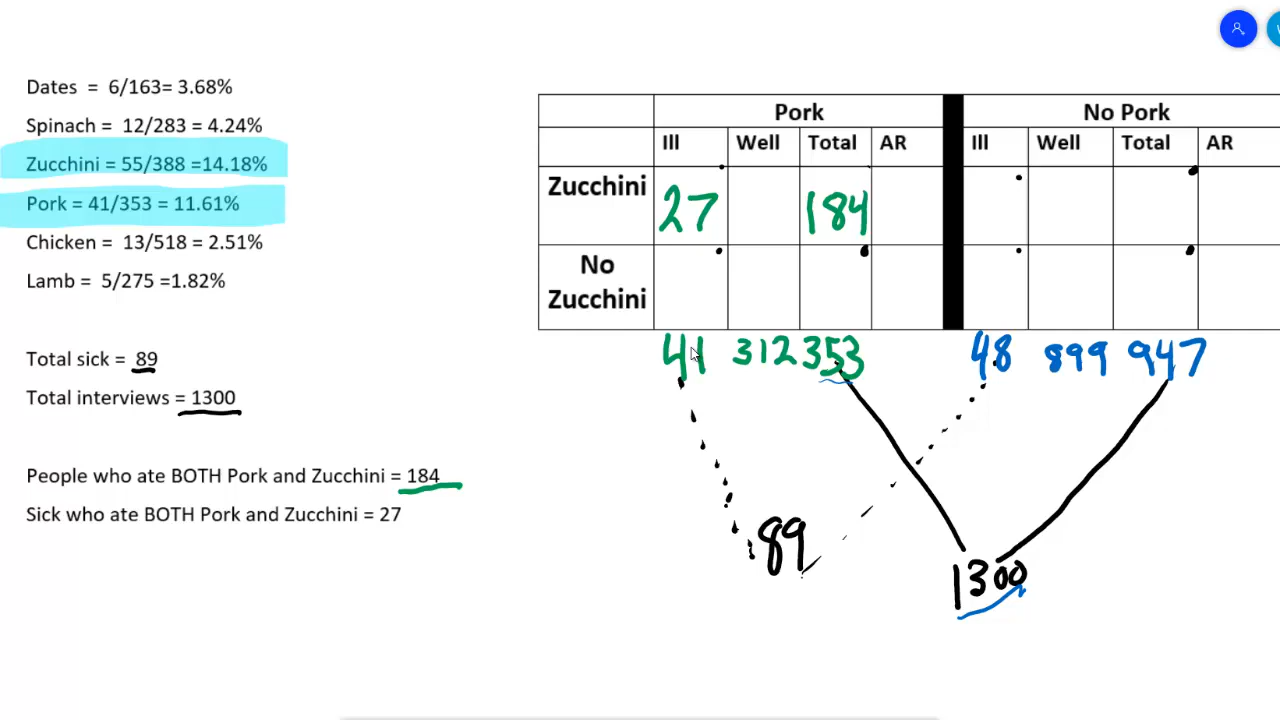 Dates = 6/163= 3.68%
Spinach = 12/283 = 4.24%
Zucchini = 55/388 =14.18%
Pork = 41/353 = 11.61%
Chicken = 13/518 = 2.51%
Lamb = 5/275 =1.82%
Total sick = 89
Total interviews = 1300
People who ate BOTH Pork and Zucchini = 184
Sick who ate BOTH Pork and Zucchini = 27
Pork No Pork
Ill Well Total AR Ill Well Total AR
Zucchini 27 184
No
Zucchini
41 312 353 48 899 947
89
1300